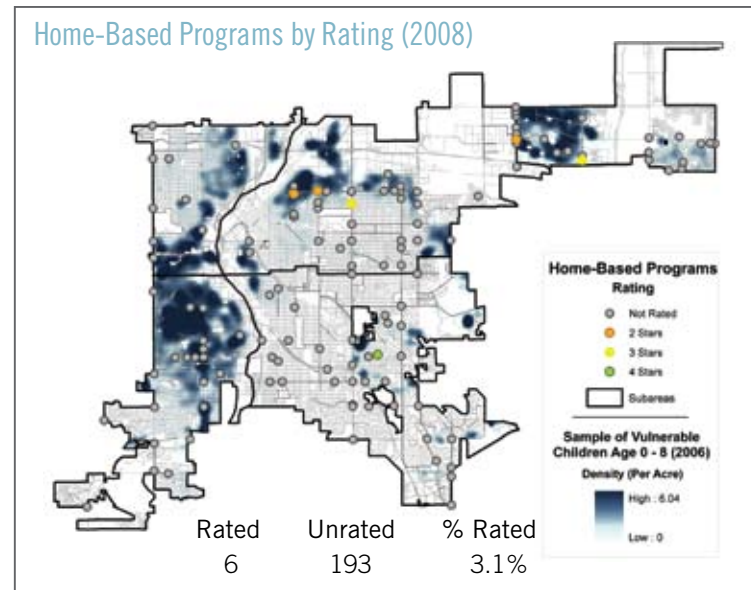 Home-Based Programs by Rating (2008)
Home-Based Programs
Rating
Not Rated
2 Stars
3 Stars
4 Stars
Subareas
Sample of Vulnerable
Children Age 0 - 8 (2006)
Density (Per Acre)
High : 6.04
Low : 0
Rated Unrated % Rated
6 193 3.1%